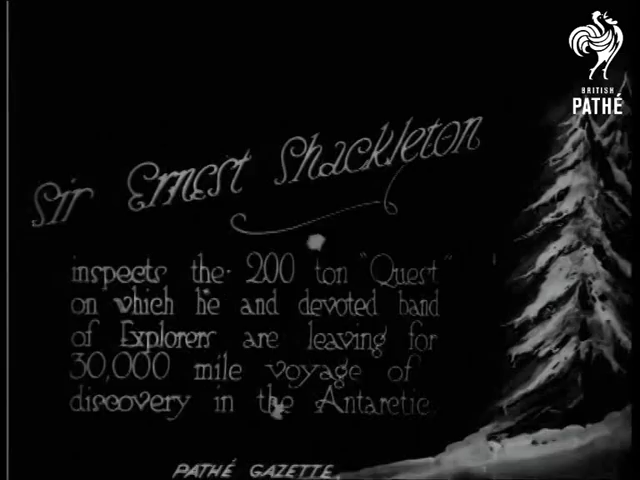 BRITISH
PATHÉ
Sir Ernest Shackleton
inspects the 200 ton "Quest"
on which he and devoted band
of Explorers are leaving for
30,000 mile voyage of
discovery in the Antarctic.
PATHÉ GAZETTE.